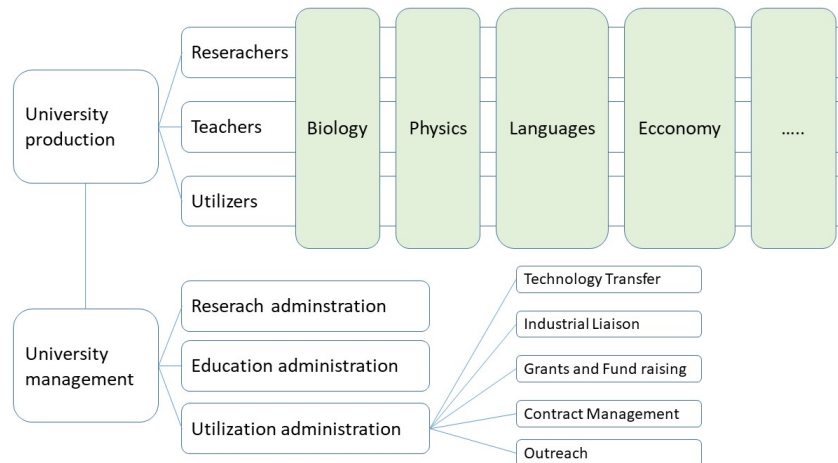 Reserachers
University
production
Teachers
Utilizers
Biology
Physics
Languages
Ecconomy
.....
University
management
Reserach adminstration
Education administration
Utilization administration
Technology Transfer
Industrial Liaison
Grants and Fund raising
Contract Management
Outreach